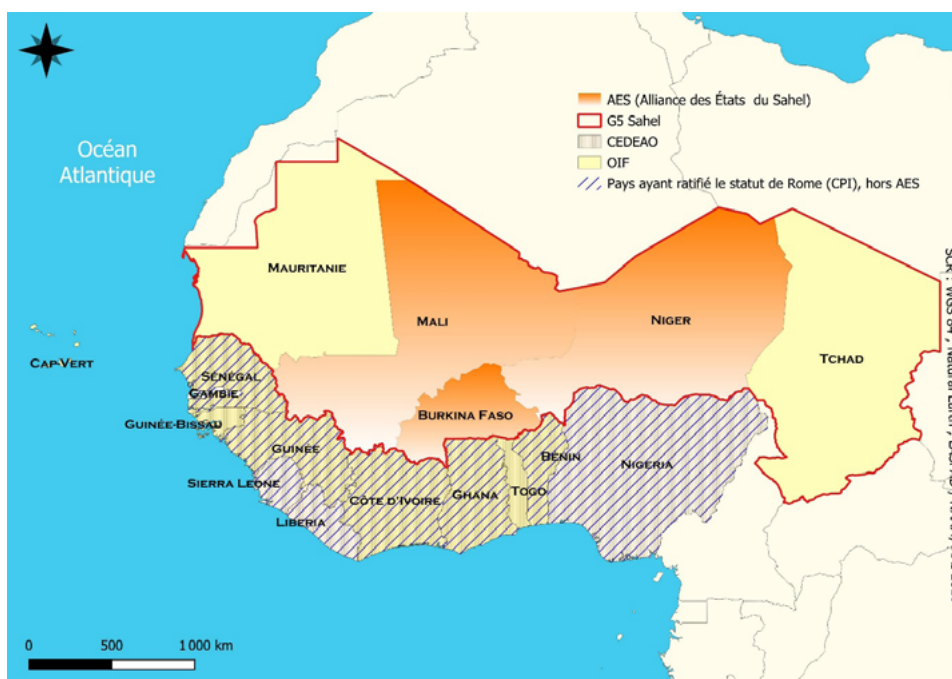 AES (Alliance des États du Sahel)
G5 Sahel
CEDEAO
OIF
Pays ayant ratifié le statut de Rome (CPI), hors AES
Océan
Atlantique
MAURITANIE
MALI
NIGER
TCHAD
CAP-VERT
SÉNÉGAL
GAMBIE
GUINÉE-BISSAU
GUINÉE
SIERRA LEONE
LIBERIA
CÔTE D'IVOIRE
BURKINA FASO
GHANA
TOGO
BÉNIN
NIGERIA
0 500 1 000 km